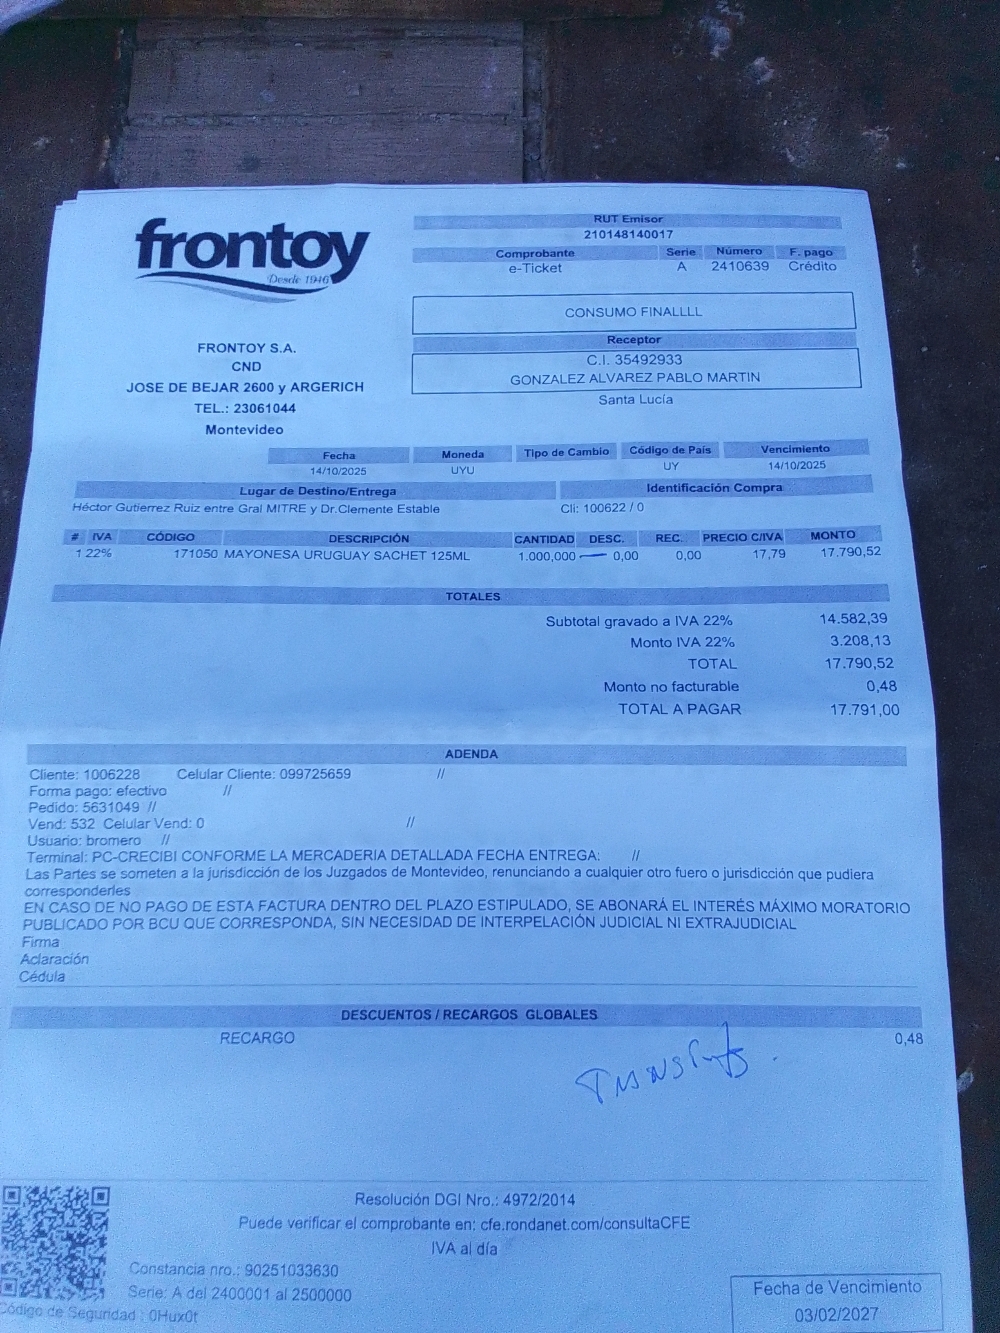 frontoy
Desde 1946
FRONTOY S.A.
CND
JOSE DE BEJAR 2600 y ARGERICH
TEL.: 23061044
Montevideo
RUT Emisor
210148140017
Comprobante Serie Número F. pago
e-Ticket A 2410639 Crédito
CONSUMO FINALLLL
Receptor
C.I. 35492933
GONZALEZ ALVAREZ PABLO MARTIN
Santa Lucía
Fecha Moneda Tipo de Cambio Código de País Vencimiento
14/10/2025 UYU UY 14/10/2025
Lugar de Destino/Entrega Identificación Compra
Héctor Gutierrez Ruiz entre Gral MITRE y Dr.Clemente Estable Cli: 100622 / 0
# IVA CÓDIGO DESCRIPCIÓN CANTIDAD DESC. REC. PRECIO C/IVA MONTO
1 22% 171050 MAYONESA URUGUAY SACHET 125ML 1.000,000 0,00 0,00 17,79 17.790,52
TOTALES
Subtotal gravado a IVA 22% 14.582,39
Monto IVA 22% 3.208,13
TOTAL 17.790,52
Monto no facturable 0,48
TOTAL A PAGAR 17.791,00
ADENDA
Cliente: 1006228 Celular Cliente: 099725659 //
Forma pago: efectivo //
Pedido: 5631049 //
Vend: 532 Celular Vend: 0 //
Usuario: bromero //
Terminal: PC-CRECIBI CONFORME LA MERCADERIA DETALLADA FECHA ENTREGA: //
Las Partes se someten a la jurisdicción de los Juzgados de Montevideo, renunciando a cualquier otro fuero o jurisdicción que pudiera
corresponderles
EN CASO DE NO PAGO DE ESTA FACTURA DENTRO DEL PLAZO ESTIPULADO, SE ABONARÁ EL INTERÉS MÁXIMO MORATORIO
PUBLICADO POR BCU QUE CORRESPONDA, SIN NECESIDAD DE INTERPELACIÓN JUDICIAL NI EXTRAJUDICIAL
Firma
Aclaración
Cédula
DESCUENTOS / RECARGOS GLOBALES
RECARGO 0,48
Resolución DGI Nro.: 4972/2014
Puede verificar el comprobante en: cfe.rondanet.com/consultaCFE
IVA al día
Constancia nro.: 90251033630
Serie: A del 2400001 al 2500000
Código de Seguridad : 0Hux0t
Fecha de Vencimiento
03/02/2027